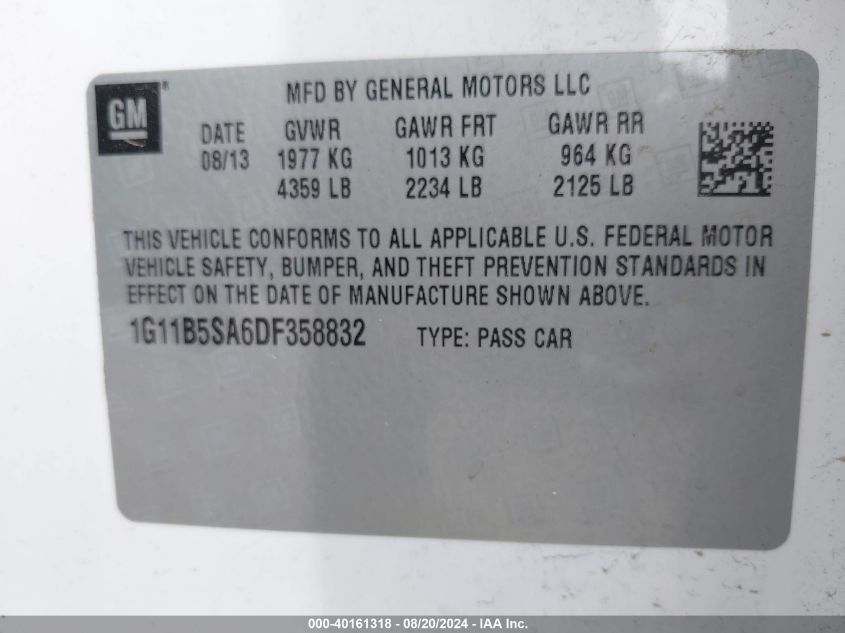 MFD BY GENERAL MOTORS LLC
GM®
DATE GVWR GAWR FRT GAWR RR
08/13 1977 KG 1013 KG 964 KG
4359 LB 2234 LB 2125 LB
THIS VEHICLE CONFORMS TO ALL APPLICABLE U.S. FEDERAL MOTOR
VEHICLE SAFETY, BUMPER, AND THEFT PREVENTION STANDARDS IN
EFFECT ON THE DATE OF MANUFACTURE SHOWN ABOVE.
1G11B5SA6DF358832 TYPE: PASS CAR
000-40161318 - 08/20/2024 - IAA Inc.